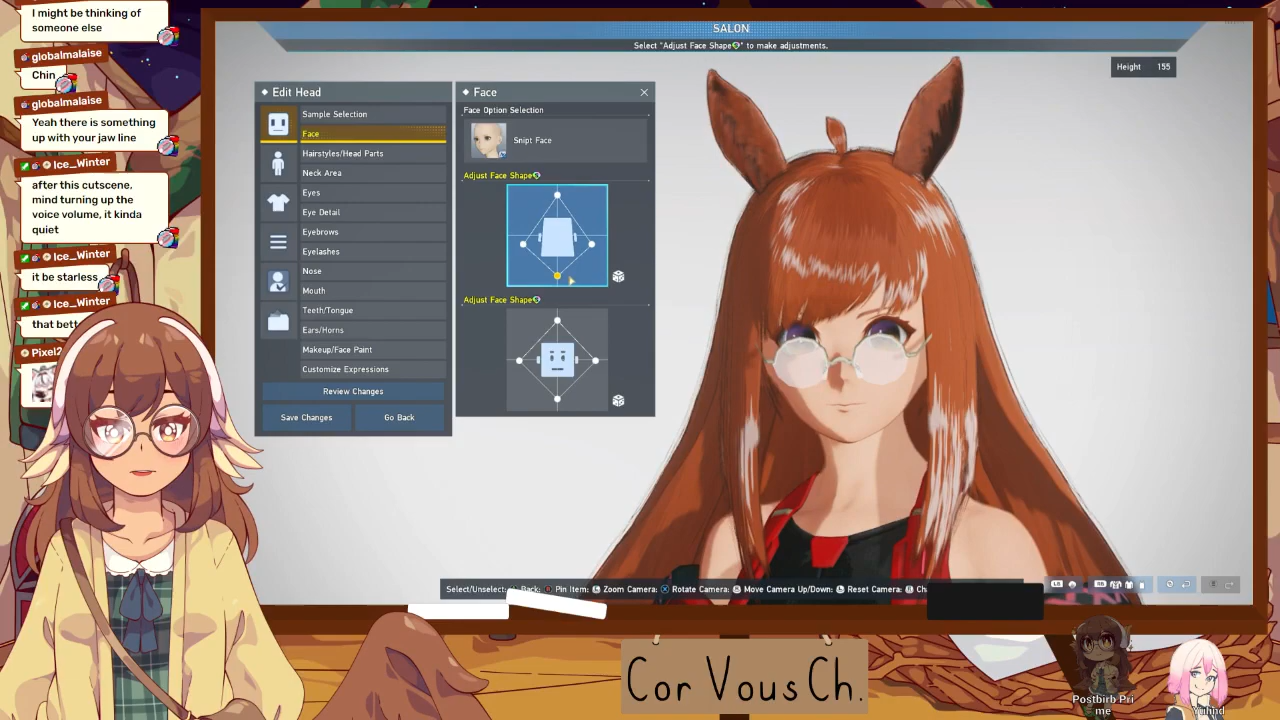 I might be thinking of
someone else
globalmalaise
Chin
globalmalaise
Yeah there is something
up with your jaw line
Ice_Winter
after this cutscene.
mind turning up the
voice volume, it kinda
quiet
Ice_Winter
it be starless
Ice_Winter
that bett
SALON
Select "Adjust Face Shape" to make adjustments.
Height 155
Edit Head
Sample Selection
Face
Hairstyles/Head Parts
Neck Area
Eyes
Eye Detail
Eyebrows
Eyelashes
Nose
Mouth
Teeth/Tongue
Ears/Horns
Makeup/Face Paint
Customize Expressions
Review Changes
Save Changes
Go Back
Face
Face Option Selection
Snipt Face
Adjust Face Shape
Adjust Face Shape
Select/Unselect: Back: Pin Item: Zoom Camera: Rotate Camera: Move Camera Up/Down: Reset Camera: Cha
Cor Vous Ch.
Postbirb Pri
me